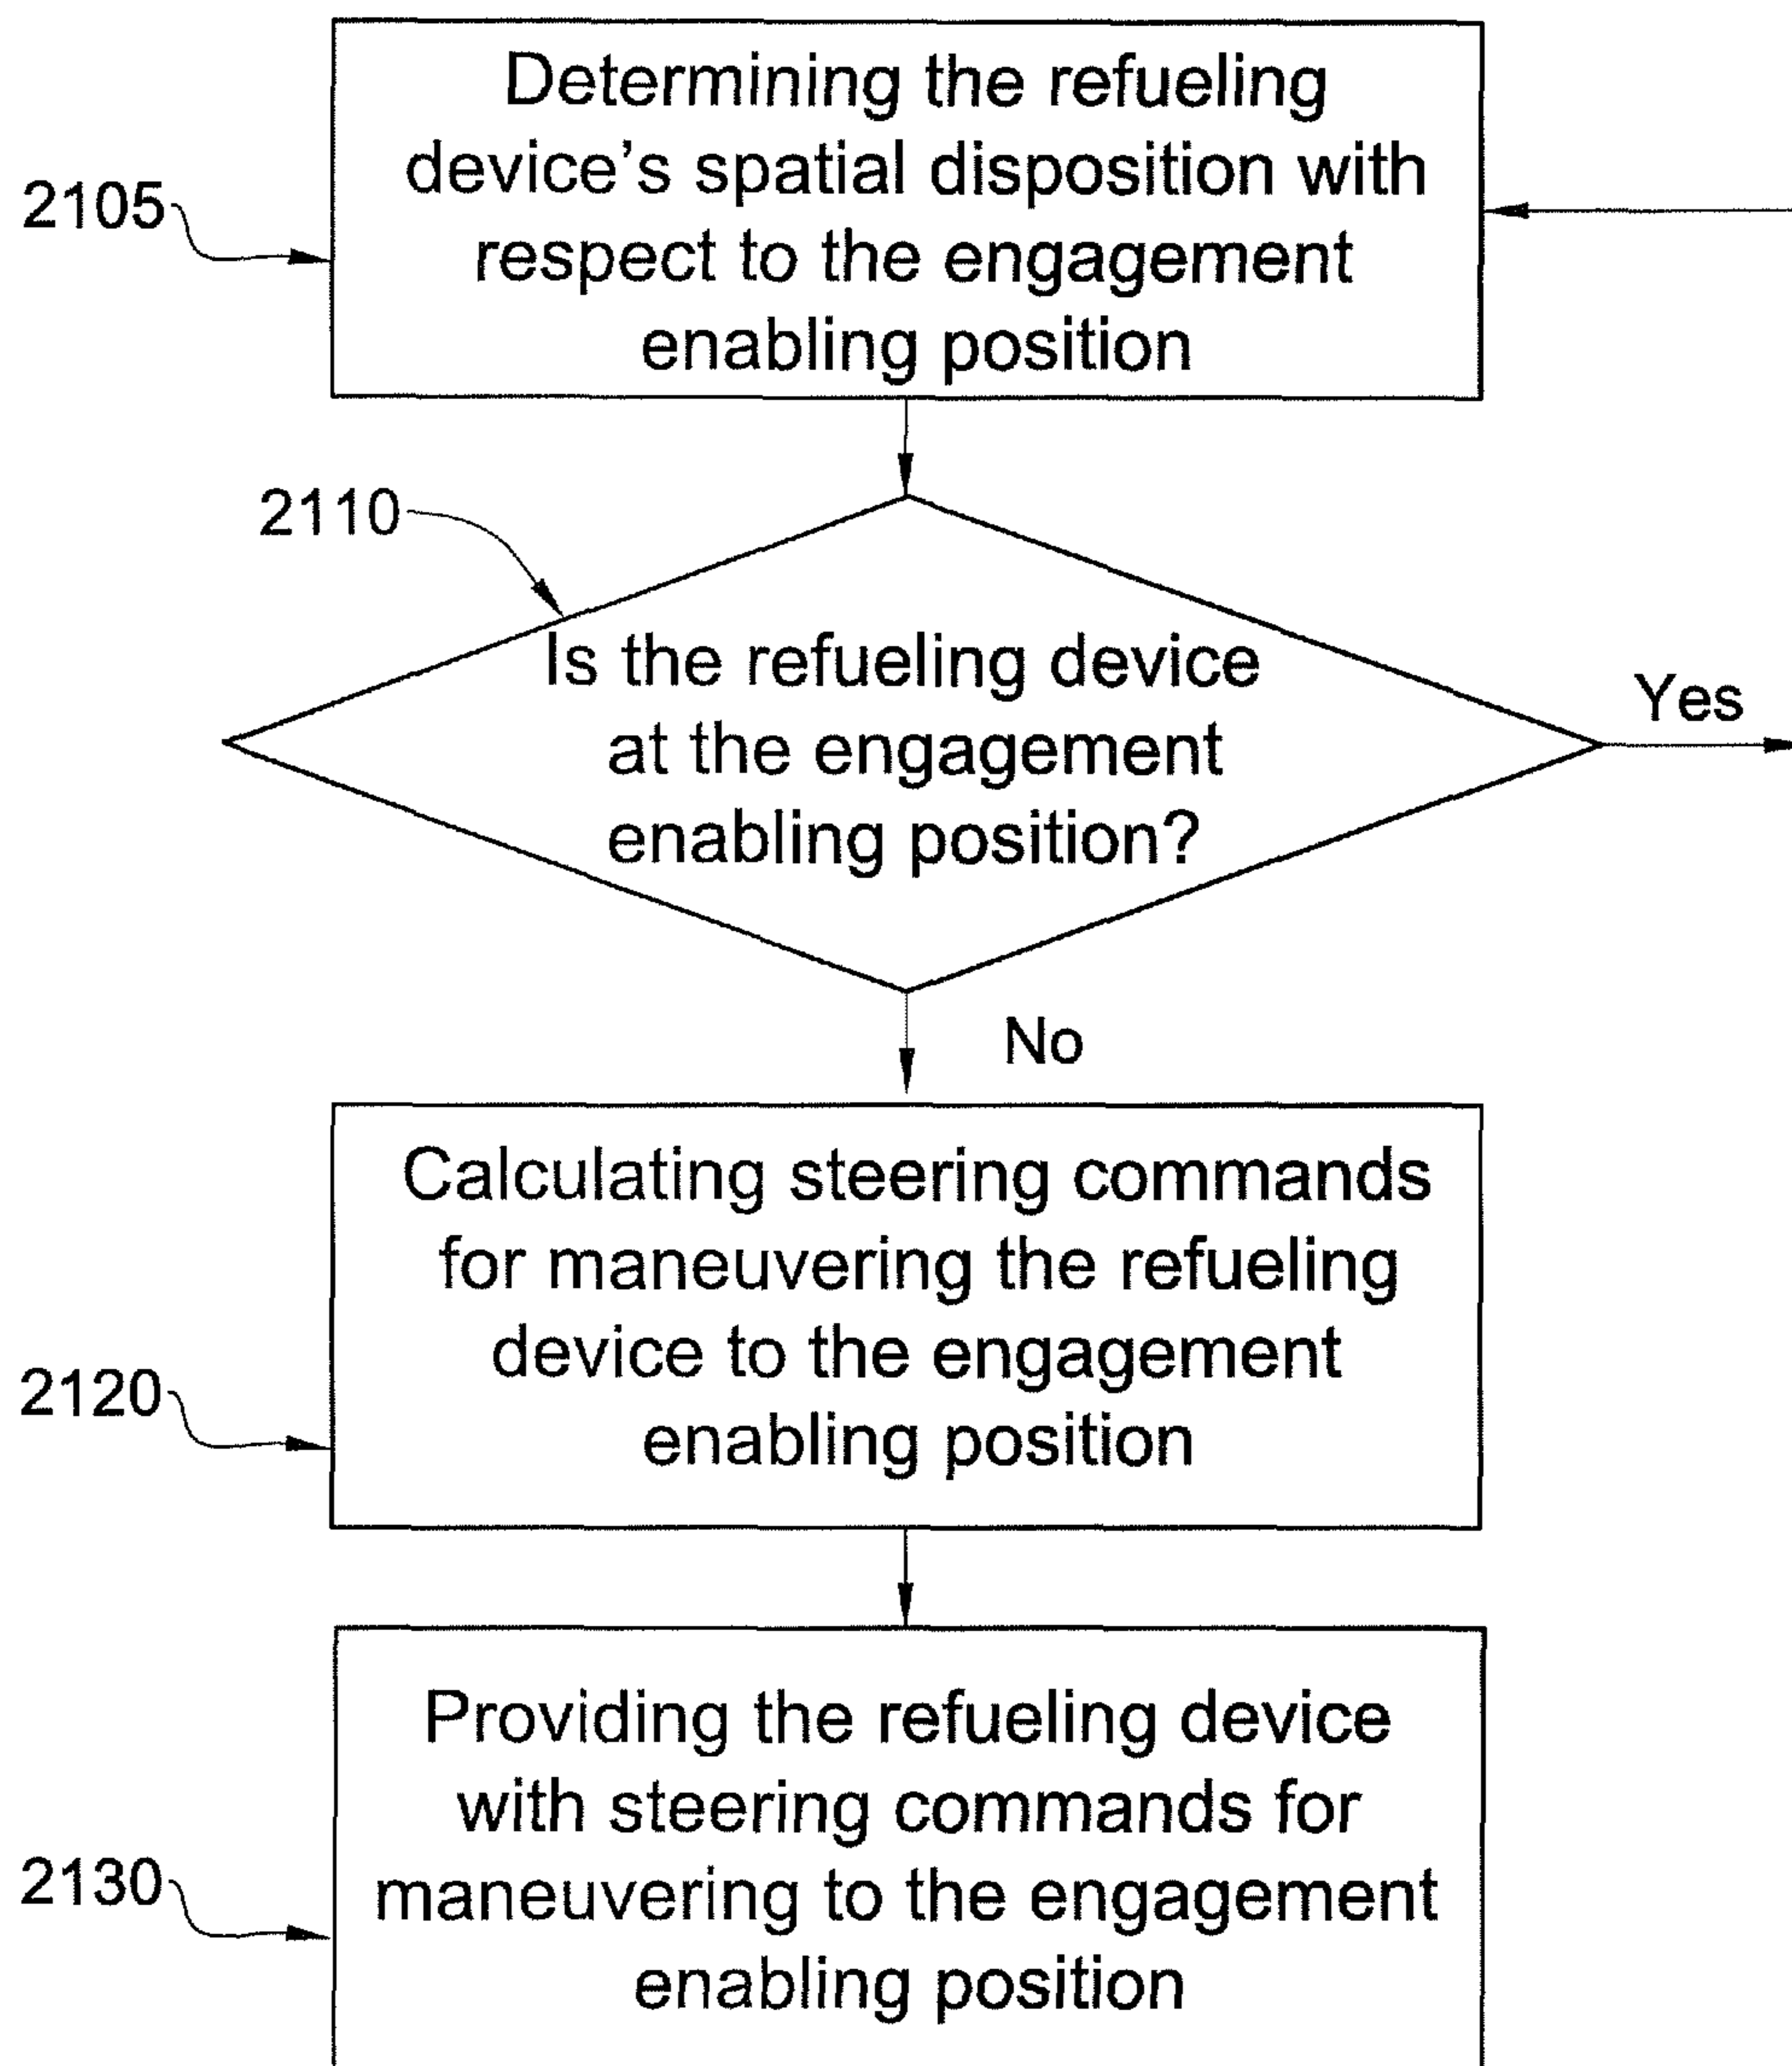 Determining the refueling
device's spatial disposition with
respect to the engagement
enabling position
2105
2110
Is the refueling device
at the engagement
enabling position?
Yes
No
Calculating steering commands
for maneuvering the refueling
device to the engagement
enabling position
2120
Providing the refueling device
with steering commands for
maneuvering to the engagement
enabling position
2130